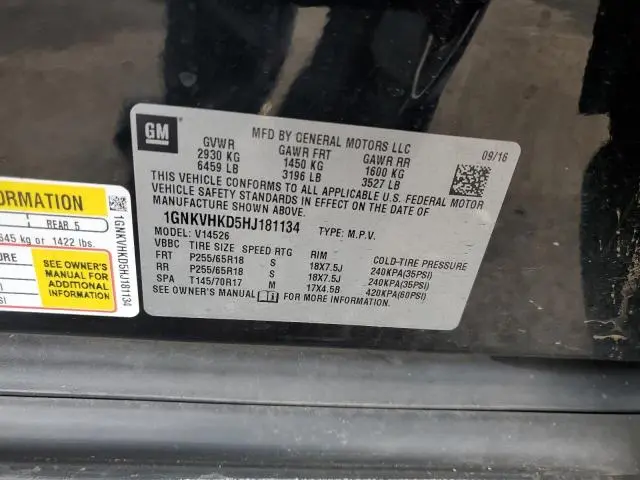 GM
MFD BY GENERAL MOTORS LLC
09/16
GVWR GAWR FRT GAWR RR
2930 KG 1450 KG 1600 KG
6459 LB 3196 LB 3527 LB
THIS VEHICLE CONFORMS TO ALL APPLICABLE U.S. FEDERAL MOTOR
VEHICLE SAFETY STANDARDS IN EFFECT ON THE DATE OF
MANUFACTURE SHOWN ABOVE.
1GNKVHKD5HJ181134 TYPE: M.P.V.
MODEL: V14526
VBBC TIRE SIZE SPEED RTG RIM COLD TIRE PRESSURE
FRT P255/65R18 S 18X7.5J 240KPA(35PSI)
RR P255/65R18 S 18X7.5J 240KPA(35PSI)
SPA T145/70R17 M 17X4.5B 420KPA(60PSI)
SEE OWNER'S MANUAL FOR MORE INFORMATION.
ORMATION
REAR 5
645 kg or 1422 lbs.
SEE OWNER'S
MANUAL FOR
ADDITIONAL
INFORMATION
1GNKVHKD5HJ181134